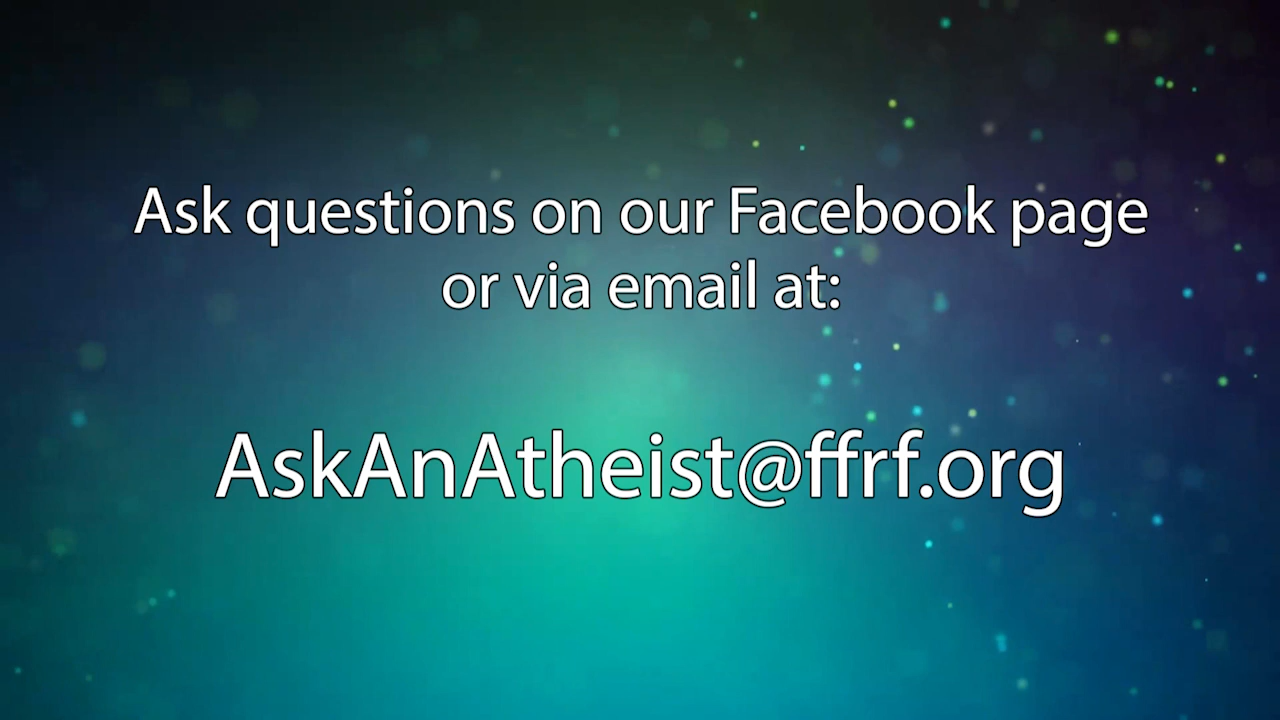 Ask questions on our Facebook page
or via email at:
AskAnAtheist@ffrf.org